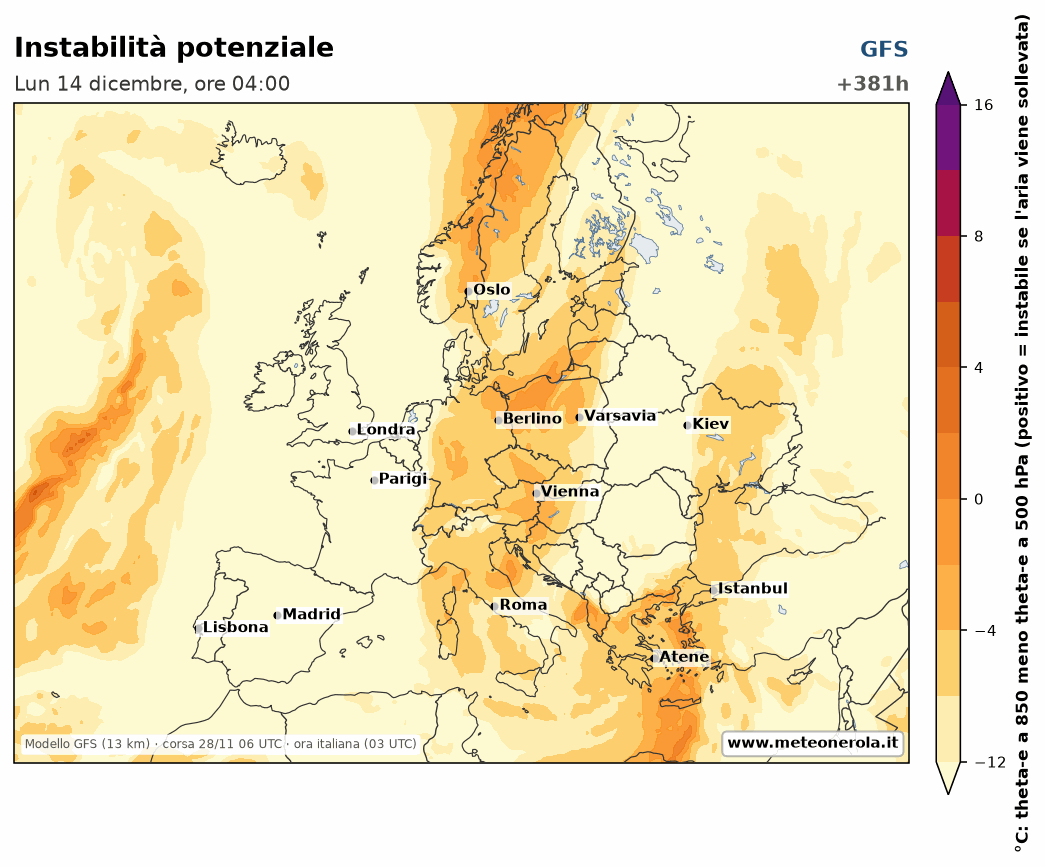 Instabilità potenziale
GFS
Lun 14 dicembre, ore 04:00
+381h
Oslo
Berlino
Varsavia
Londra
Kiev
Parigi
Vienna
Istanbul
Roma
Madrid
Lisbona
Atene
Modello GFS (13 km) · corsa 28/11 06 UTC · ora italiana (03 UTC)
www.meteonerola.it
16
8
4
0
−4
−12
°C: theta-e a 850 meno theta-e a 500 hPa (positivo = instabile se l'aria viene sollevata)